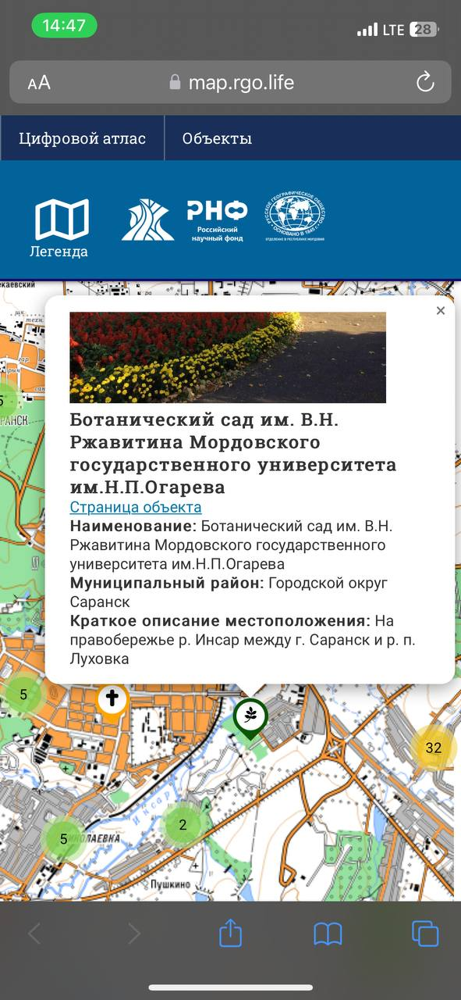 14:47
LTE 28
AA map.rgo.life
Цифровой атлас Объекты
РНФ
Российский
научный фонд
РУССКОЕ ГЕОГРАФИЧЕСКОЕ ОБЩЕСТВО
ОСНОВАНО В 1845 г.
ОТДЕЛЕНИЕ В РЕСПУБЛИКЕ МОРДОВИЯ
Легенда
×
Ботанический сад им. В.Н.
Ржавитина Мордовского
государственного университета
им.Н.П.Огарева
Страница объекта
Наименование: Ботанический сад им. В.Н.
Ржавитина Мордовского государственного
университета им.Н.П.Огарева
Муниципальный район: Городской округ
Саранск
Краткое описание местоположения: На
правобережье р. Инсар между г. Саранск и р. п.
Луховка
техн.
5
РАНСК
5
32
Инсар
2
5
НИКОЛАЕВКА
Пушкино